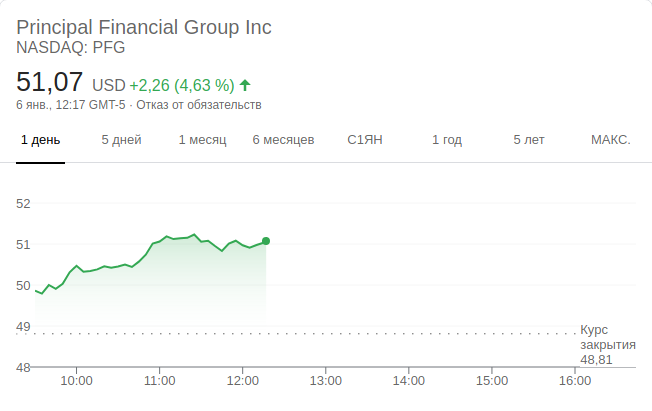 Principal Financial Group Inc
NASDAQ: PFG
51,07 USD +2,26 (4,63 %)
6 янв., 12:17 GMT-5 · Отказ от обязательств
1 день 5 дней 1 месяц 6 месяцев С1ЯН 1 год 5 лет МАКС.
52
51
50
49
48
Курс
закрытия
48,81
10:00 11:00 12:00 13:00 14:00 15:00 16:00